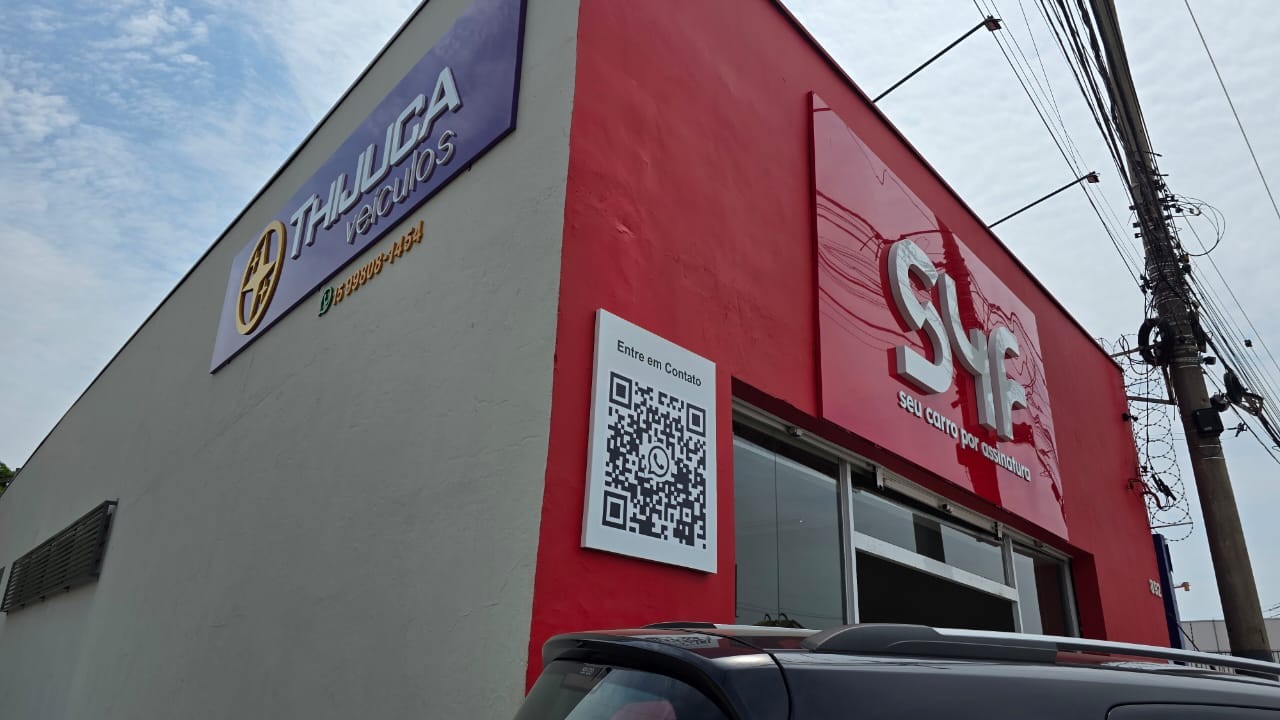 THIJUCA
veículos
15 99808-1454
Entre em Contato
SYF
seu carro por assinatura